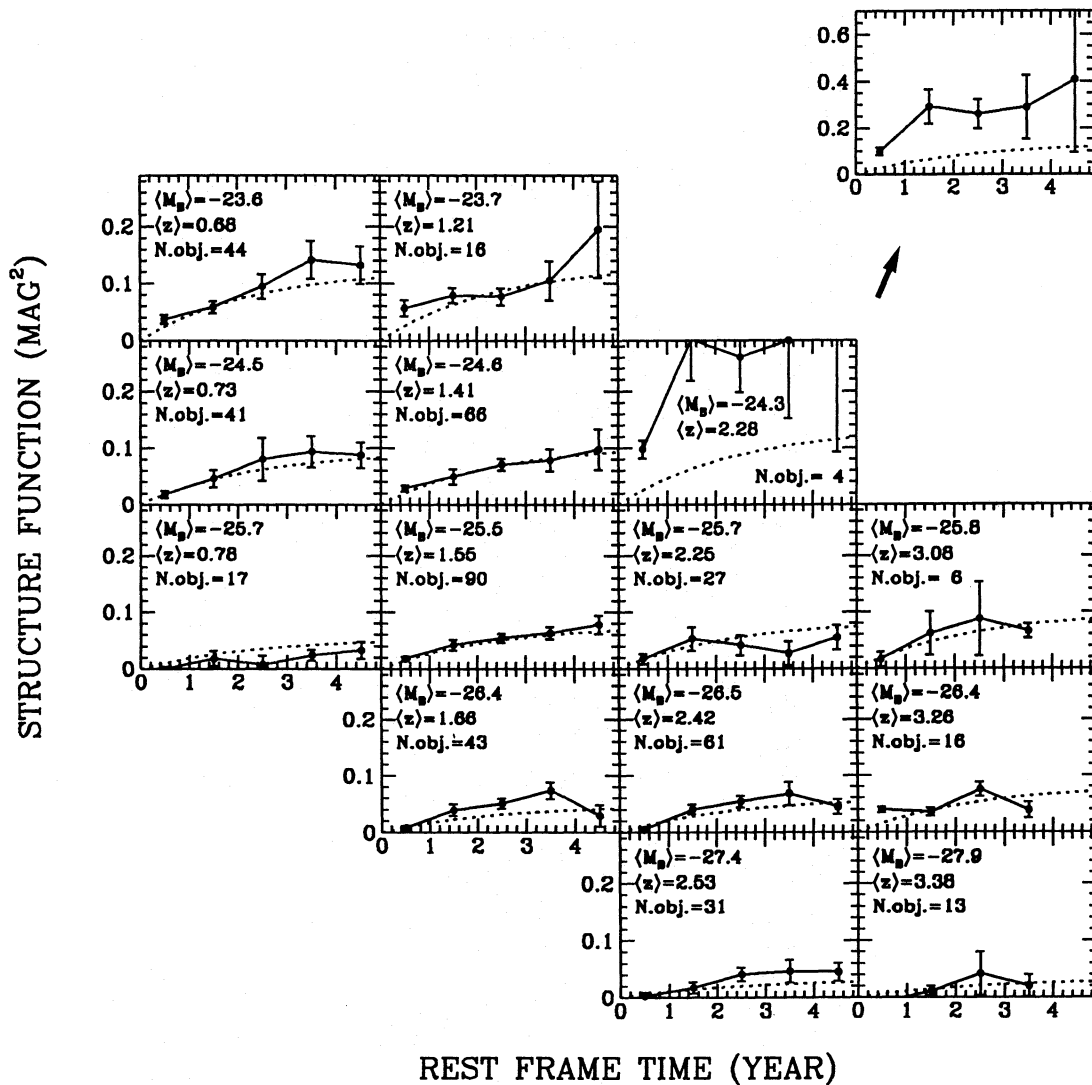 0.6
0.4
0.2
0
0 1 2 3 4
STRUCTURE FUNCTION (MAG²)
⟨M_B⟩=-23.6
⟨z⟩=0.68
N.obj.=44
⟨M_B⟩=-23.7
⟨z⟩=1.21
N.obj.=16
0.2
0.1
0
⟨M_B⟩=-24.5
⟨z⟩=0.73
N.obj.=41
⟨M_B⟩=-24.6
⟨z⟩=1.41
N.obj.=66
⟨M_B⟩=-24.3
⟨z⟩=2.28
N.obj.= 4
0.2
0.1
0
⟨M_B⟩=-25.7
⟨z⟩=0.78
N.obj.=17
⟨M_B⟩=-25.5
⟨z⟩=1.55
N.obj.=90
⟨M_B⟩=-25.7
⟨z⟩=2.25
N.obj.=27
⟨M_B⟩=-25.8
⟨z⟩=3.08
N.obj.= 6
0.2
0.1
0
0 1 2 3 4
⟨M_B⟩=-26.4
⟨z⟩=1.66
N.obj.=43
⟨M_B⟩=-26.5
⟨z⟩=2.42
N.obj.=61
⟨M_B⟩=-26.4
⟨z⟩=3.26
N.obj.=16
0.2
0.1
0
0 1 2 3 4
⟨M_B⟩=-27.4
⟨z⟩=2.53
N.obj.=31
⟨M_B⟩=-27.9
⟨z⟩=3.38
N.obj.=13
0.2
0.1
0
0 1 2 3 4 0 1 2 3 4
REST FRAME TIME (YEAR)